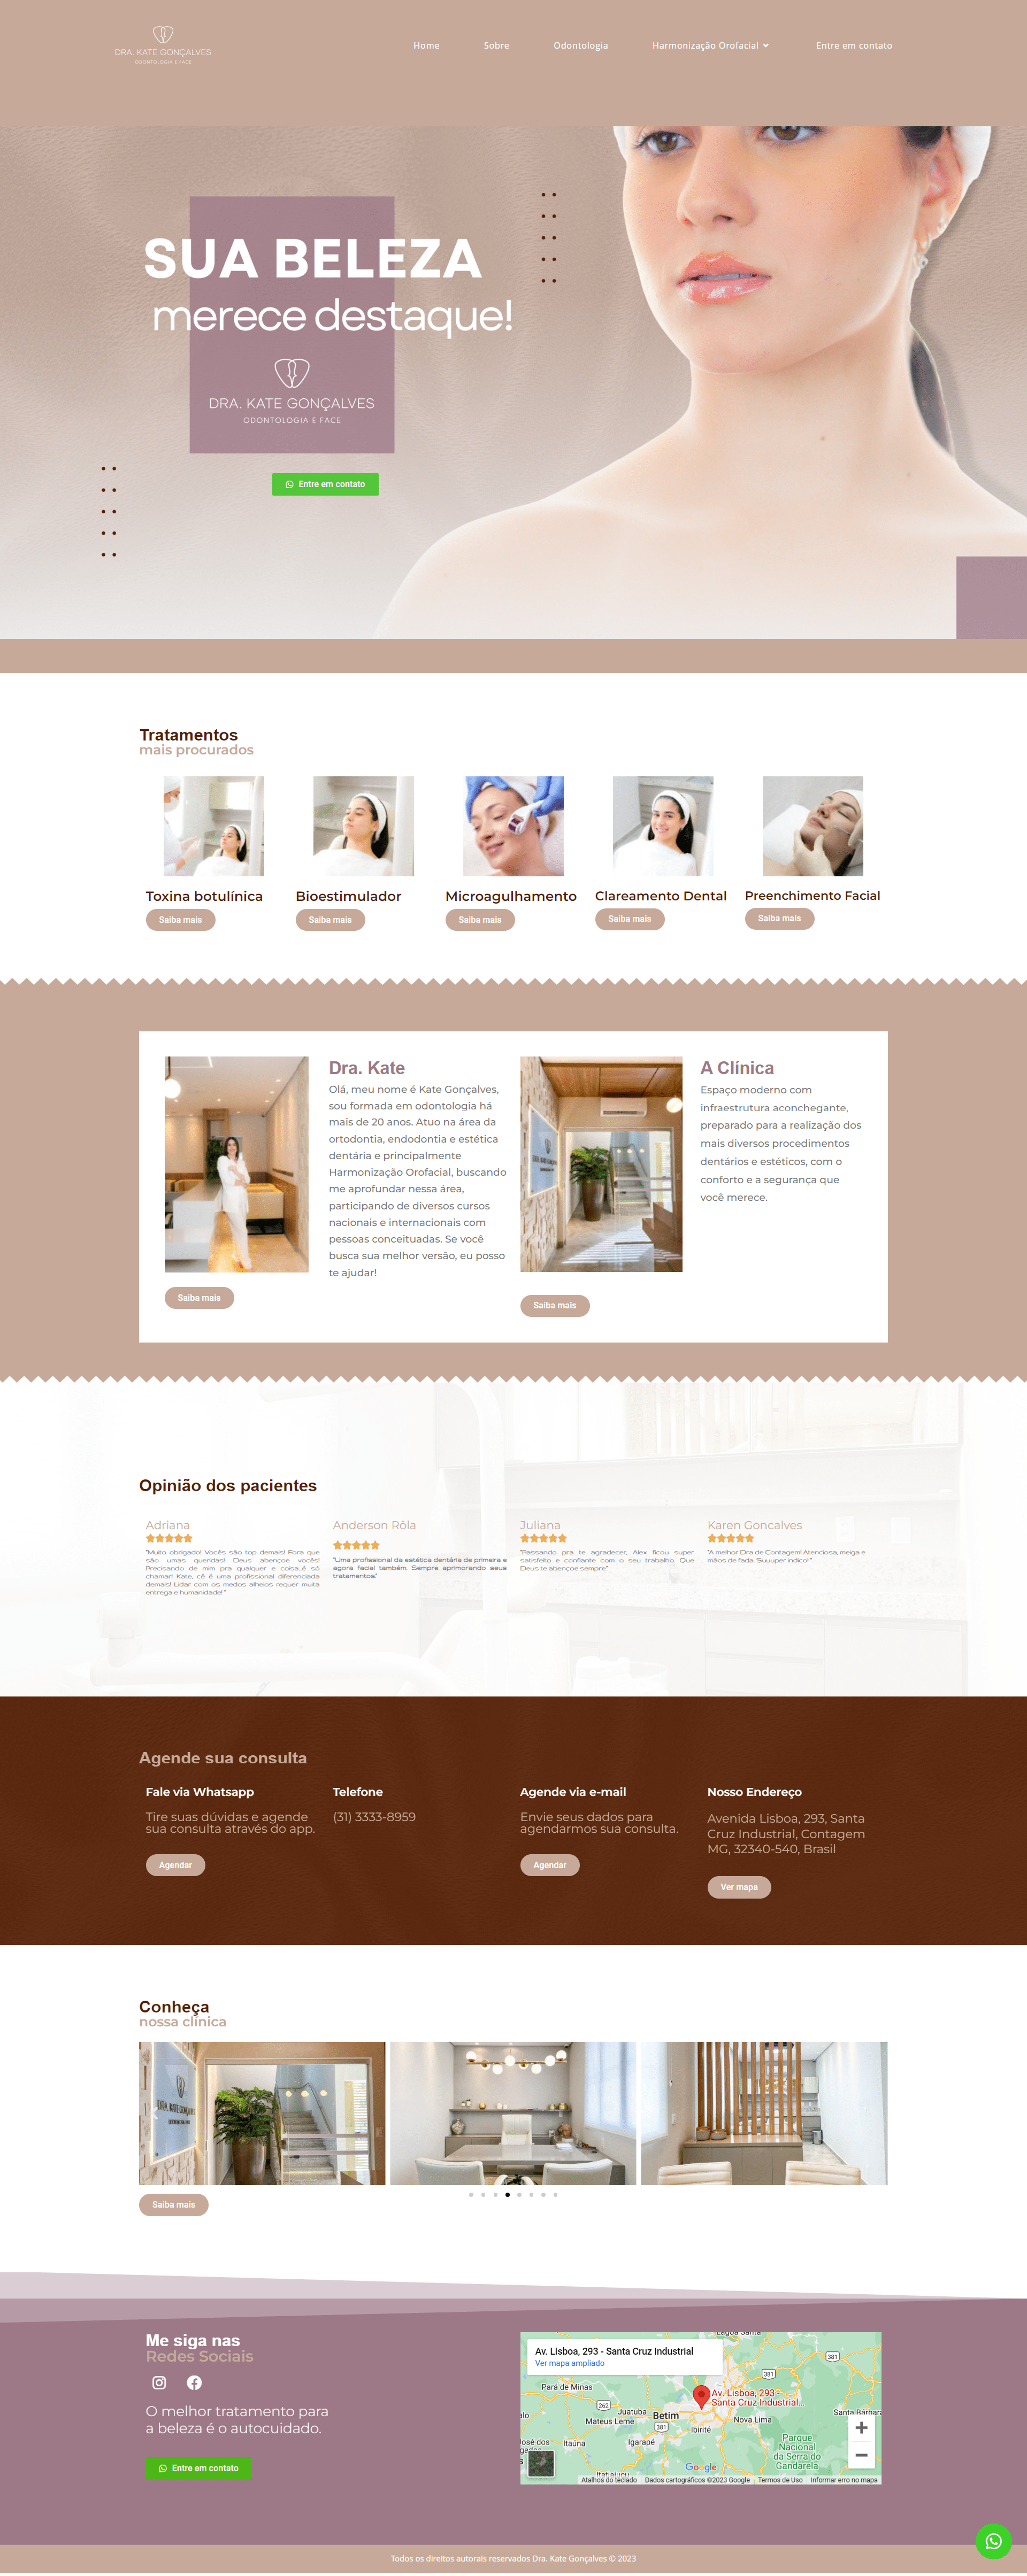 DRA. KATE GONÇALVES
ODONTOLOGIA E FACE
Home
Sobre
Odontologia
Harmonização Orofacial
Entre em contato
SUA BELEZA
merece destaque!
DRA. KATE GONÇALVES
ODONTOLOGIA E FACE
Entre em contato
Tratamentos
mais procurados
Toxina botulínica
Saiba mais
Bioestimulador
Saiba mais
Microagulhamento
Saiba mais
Clareamento Dental
Saiba mais
Preenchimento Facial
Saiba mais
Dra. Kate
Olá, meu nome é Kate Gonçalves,
sou formada em odontologia há
mais de 20 anos. Atuo na área da
ortodontia, endodontia e estética
dentária e principalmente
Harmonização Orofacial, buscando
me aprofundar nessa área,
participando de diversos cursos
nacionais e internacionais com
pessoas conceituadas. Se você
busca sua melhor versão, eu posso
te ajudar!
Saiba mais
A Clínica
Espaço moderno com
infraestrutura aconchegante,
preparado para a realização dos
mais diversos procedimentos
dentários e estéticos, com o
conforto e a segurança que
você merece.
Saiba mais
Opinião dos pacientes
Adriana
"Muito obrigado! Vocês são top demais! Fora que
são umas queridas! Deus abençoe vocês!
Precisando de mim pra qualquer e coisa,.é só
chamar! Kate, cê é uma profissional diferenciada
demais! Lidar com os medos alheios requer muita
entrega e humanidade! "
Anderson Rôla
"Uma profissional da estética dentária de primeira e
agora facial também. Sempre aprimorando seus
tratamentos."
Juliana
"Passando pra te agradecer, Alex ficou super
satisfeito e confiante com o seu trabalho. Que
Deus te abençoe sempre."
Karen Goncalves
"A melhor Dra de Contagem! Atenciosa, meiga e
mãos de fada. Suuuper indico! "
Agende sua consulta
Fale via Whatsapp
Tire suas dúvidas e agende
sua consulta através do app.
Agendar
Telefone
(31) 3333-8959
Agende via e-mail
Envie seus dados para
agendarmos sua consulta.
Agendar
Nosso Endereço
Avenida Lisboa, 293, Santa
Cruz Industrial, Contagem
MG, 32340-540, Brasil
Ver mapa
Conheça
nossa clínica
Saiba mais
Me siga nas
Redes Sociais
O melhor tratamento para
a beleza é o autocuidado.
Entre em contato
Av. Lisboa, 293 - Santa Cruz Industrial
Ver mapa ampliado
Lagoa Santa
381
Pará de Minas
381
Av. Lisboa, 293 -
Santa Cruz Industrial...
262
Juatuba
Betim
Santa Bárbara
Mateus Leme
381
Ibirité
Nova Lima
Itaúna
Igarapé
Parque
Nacional
da Serra do
Gandarela
Itatiaiuçu
Google
Atalhos do teclado
Dados cartográficos ©2023 Google
Termos de Uso
Informar erro no mapa
Todos os direitos autorais reservados Dra. Kate Gonçalves © 2023